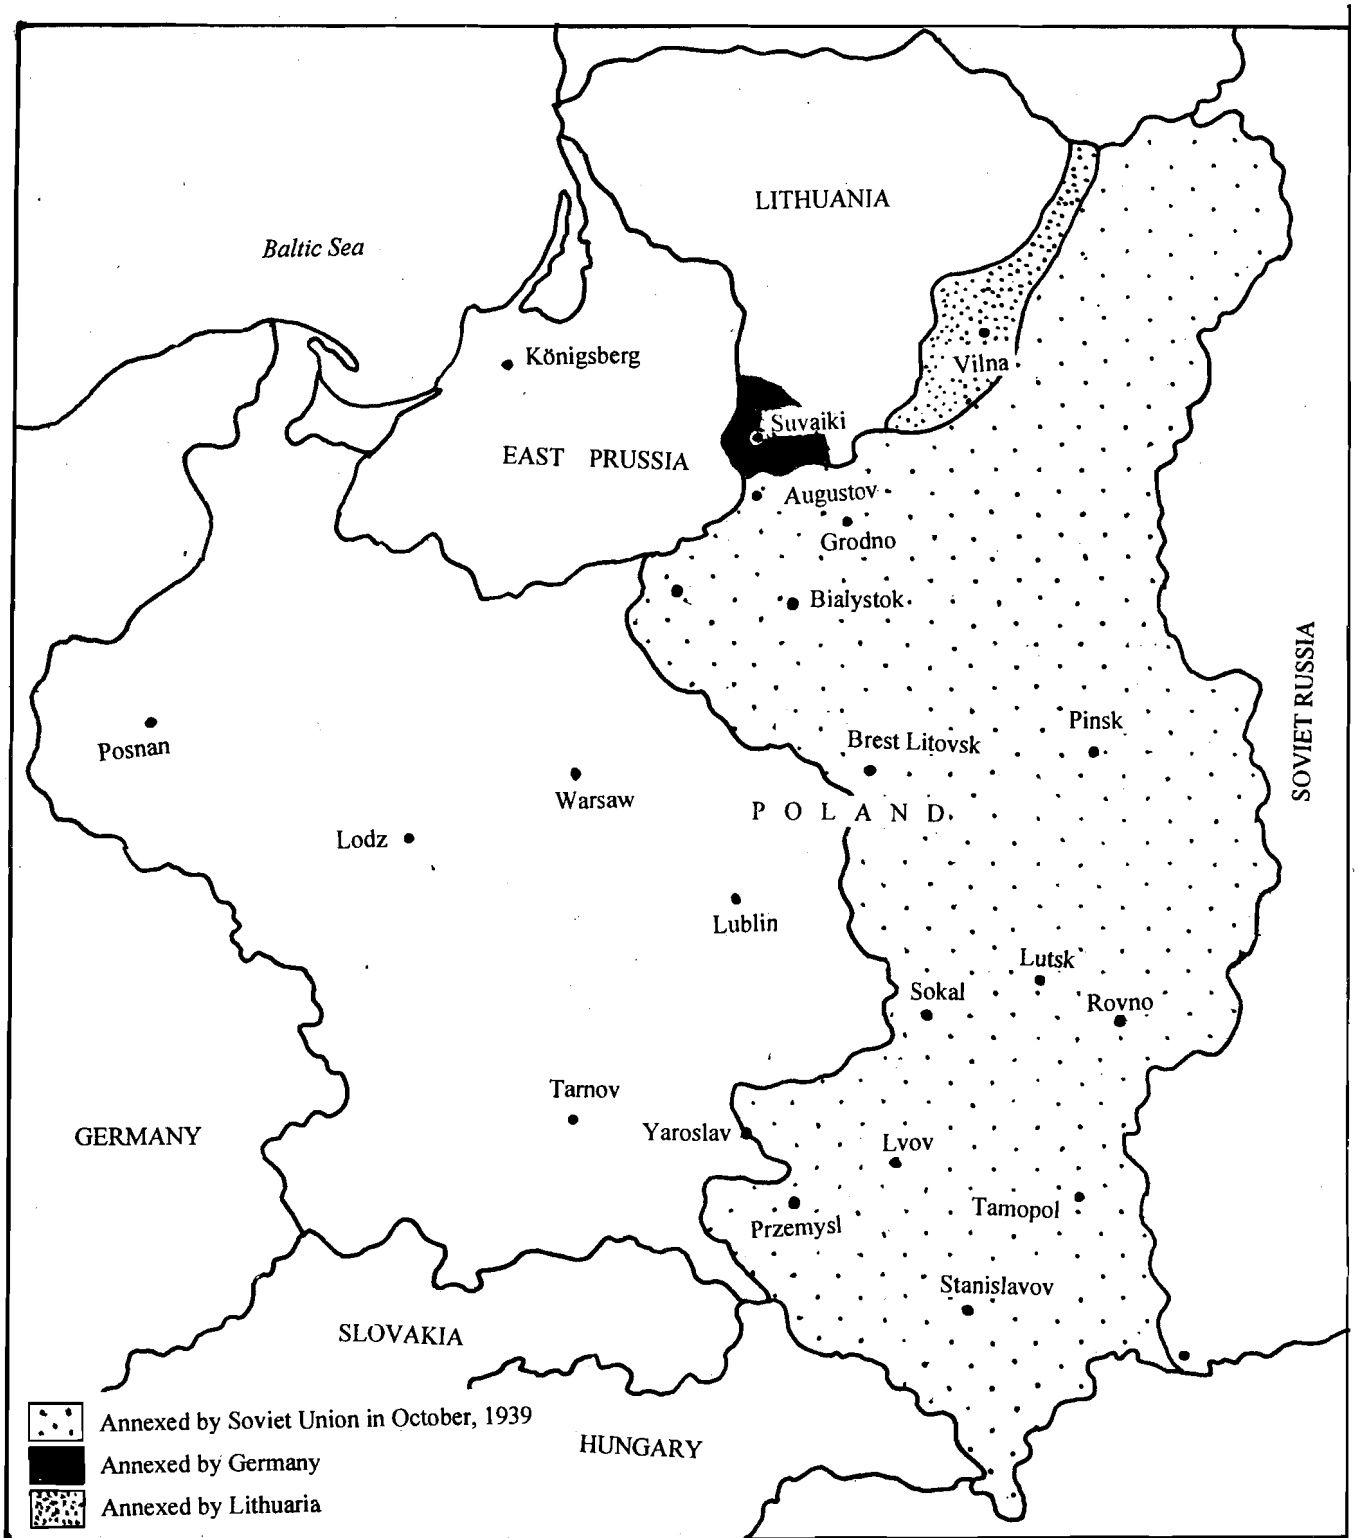 LITHUANIA
Baltic Sea
Vilna
Königsberg
Suvaiki
EAST PRUSSIA
Augustov
Grodno
Bialystok
SOVIET RUSSIA
Posnan
Pinsk
Brest Litovsk
Warsaw
POLAND
Lodz
Lublin
Lutsk
Sokal
Rovno
Tarnov
Yaroslav
GERMANY
Lvov
Tamopol
Przemysl
Stanislavov
SLOVAKIA
HUNGARY
Annexed by Soviet Union in October, 1939
Annexed by Germany
Annexed by Lithuaria